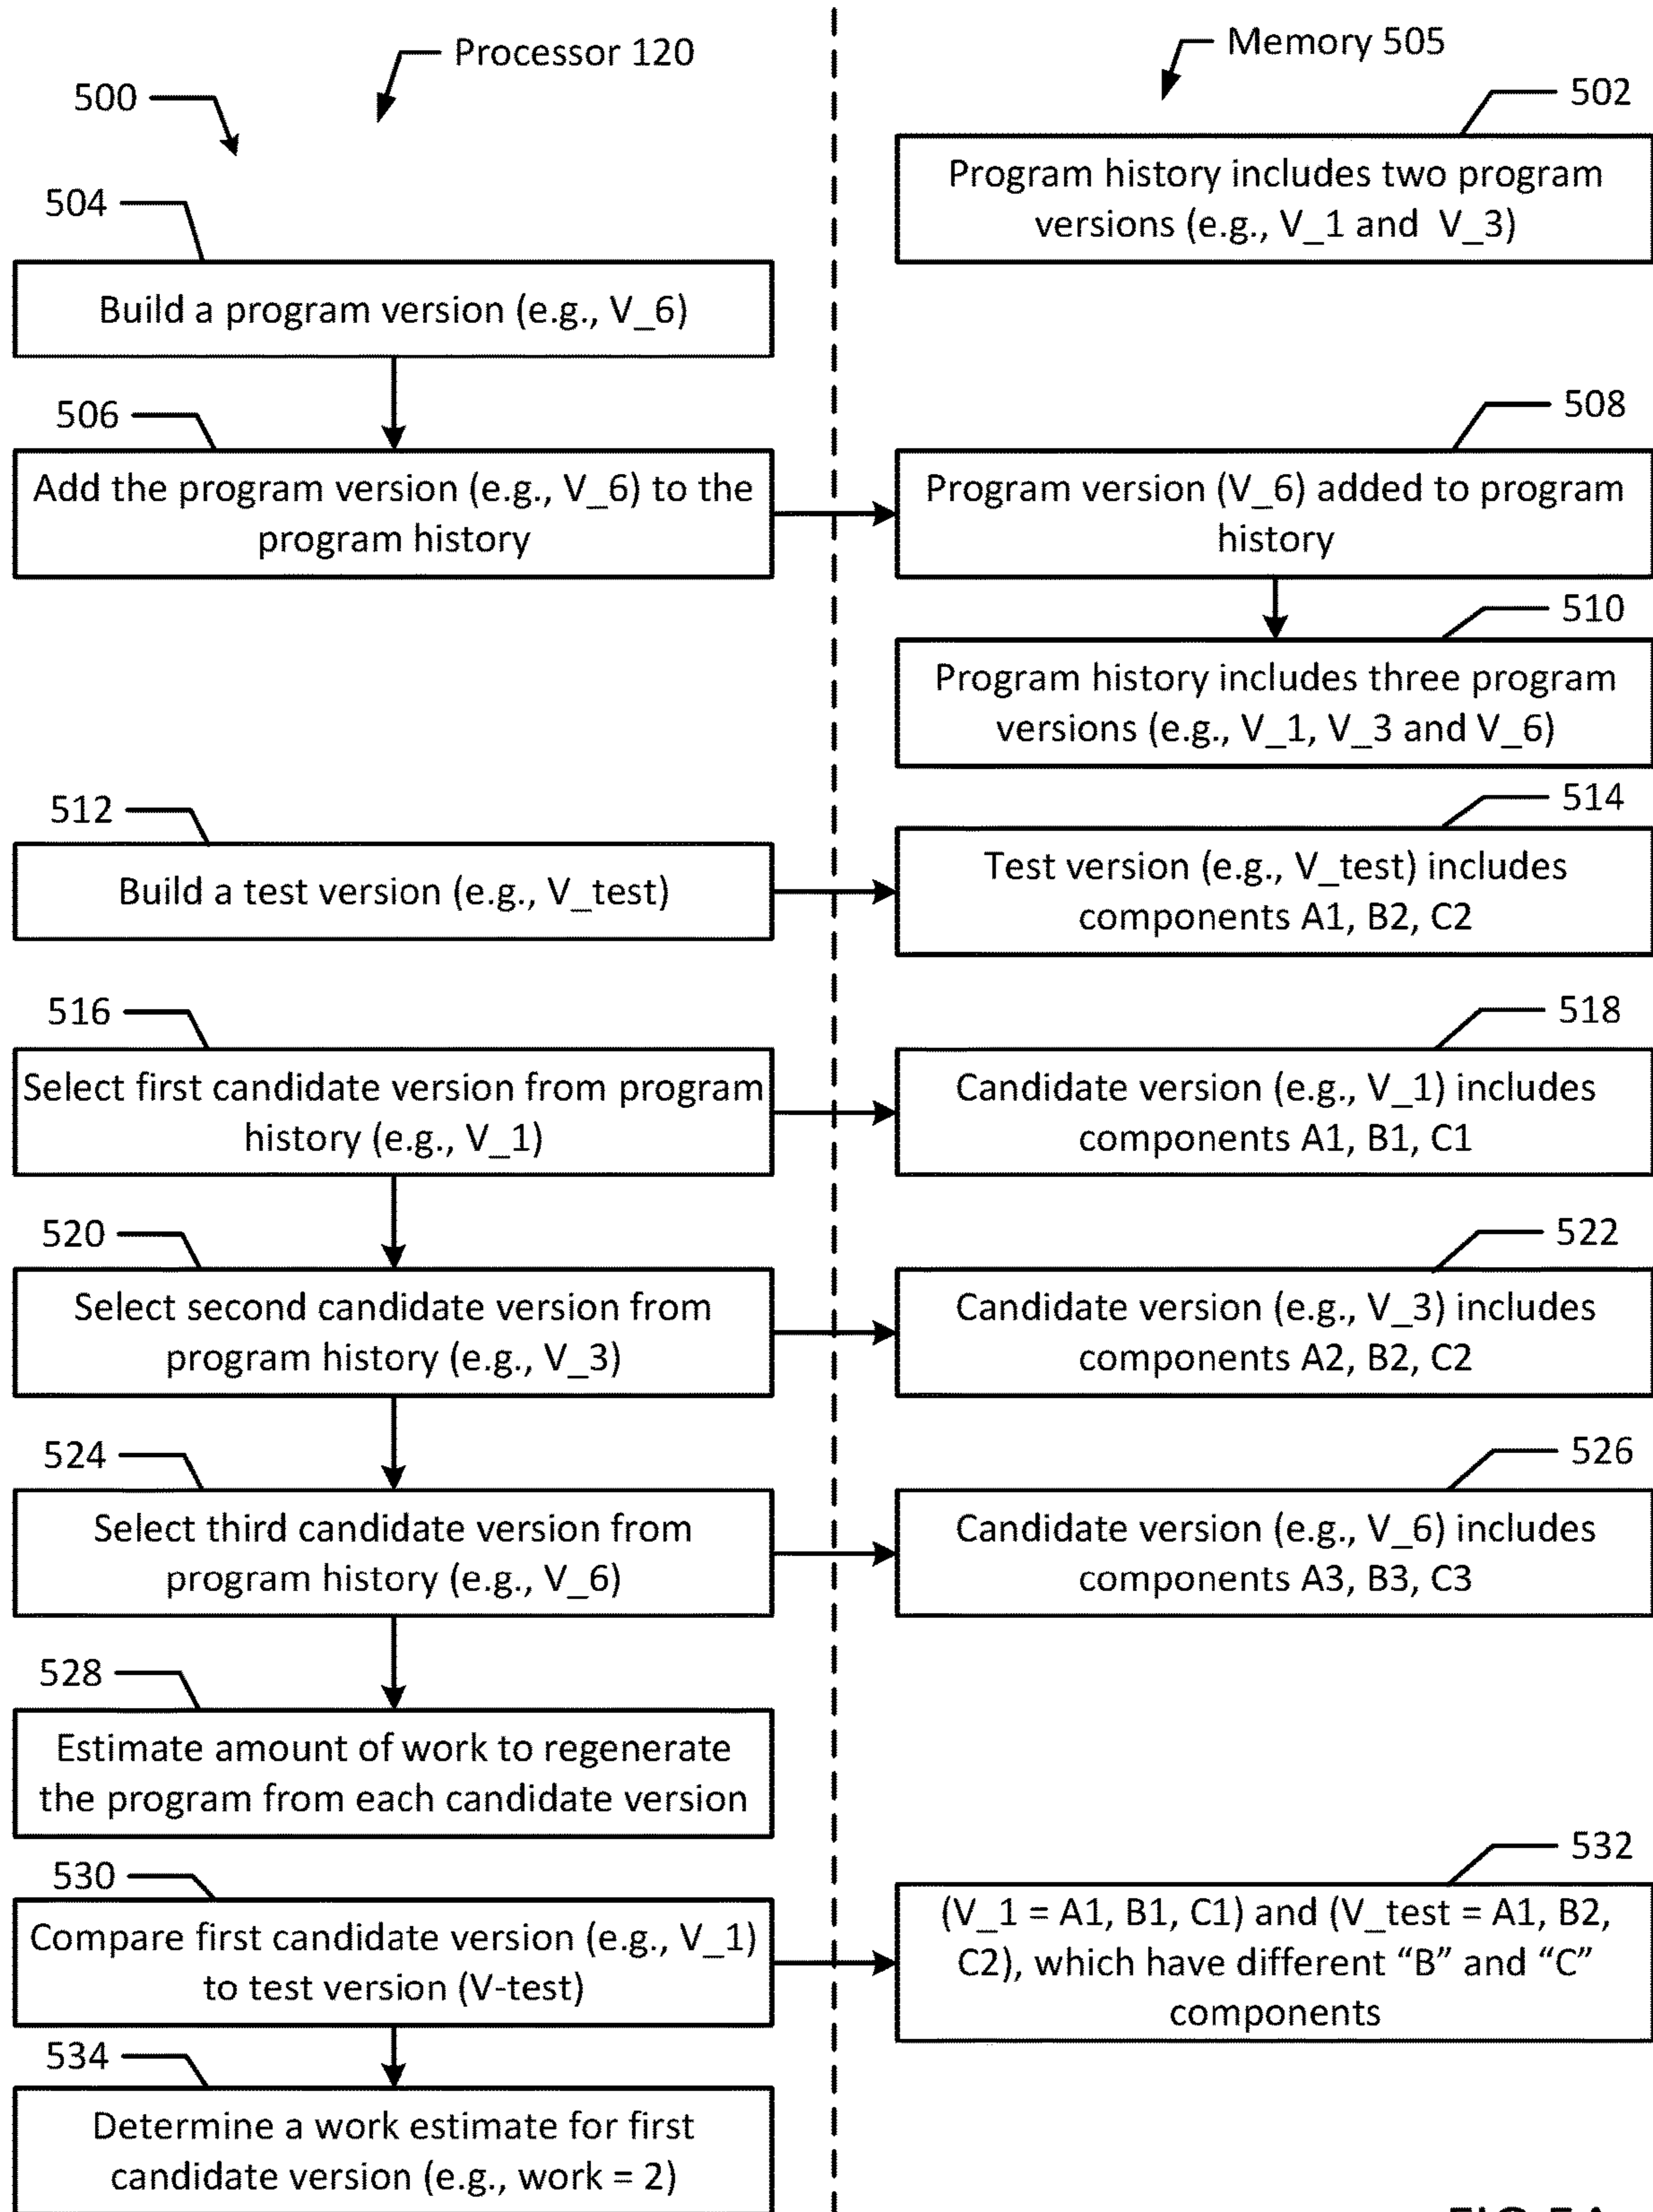 Processor 120
Memory 505
500
502
Program history includes two program
versions (e.g., V_1 and V_3)
504
Build a program version (e.g., V_6)
506
Add the program version (e.g., V_6) to the
program history
508
Program version (V_6) added to program
history
510
Program history includes three program
versions (e.g., V_1, V_3 and V_6)
512
Build a test version (e.g., V_test)
514
Test version (e.g., V_test) includes
components A1, B2, C2
516
Select first candidate version from program
history (e.g., V_1)
518
Candidate version (e.g., V_1) includes
components A1, B1, C1
520
Select second candidate version from
program history (e.g., V_3)
522
Candidate version (e.g., V_3) includes
components A2, B2, C2
524
Select third candidate version from
program history (e.g., V_6)
526
Candidate version (e.g., V_6) includes
components A3, B3, C3
528
Estimate amount of work to regenerate
the program from each candidate version
530
Compare first candidate version (e.g., V_1)
to test version (V-test)
532
(V_1 = A1, B1, C1) and (V_test = A1, B2,
C2), which have different “B” and “C”
components
534
Determine a work estimate for first
candidate version (e.g., work = 2)